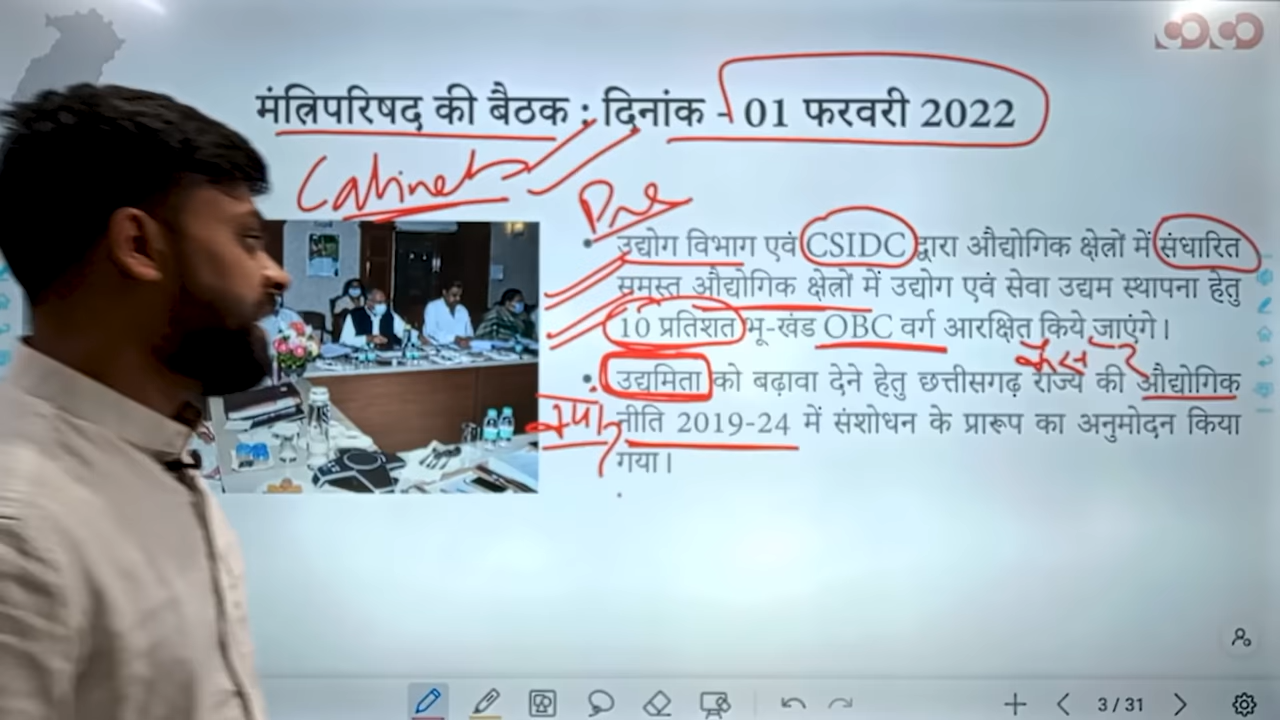 मंत्रिपरिषद की बैठक : दिनांक - 01 फरवरी 2022
Cabinet
Pre
• उद्योग विभाग एवं CSIDC द्वारा औद्योगिक क्षेत्रों में संधारित
समस्त औद्योगिक क्षेत्रों में उद्योग एवं सेवा उद्यम स्थापना हेतु
10 प्रतिशत भू-खंड OBC वर्ग आरक्षित किये जाएंगे।
• उद्यमिता को बढ़ावा देने हेतु छत्तीसगढ़ राज्य की औद्योगिक
नीति 2019-24 में संशोधन के प्रारूप का अनुमोदन किया
गया।
3 / 31